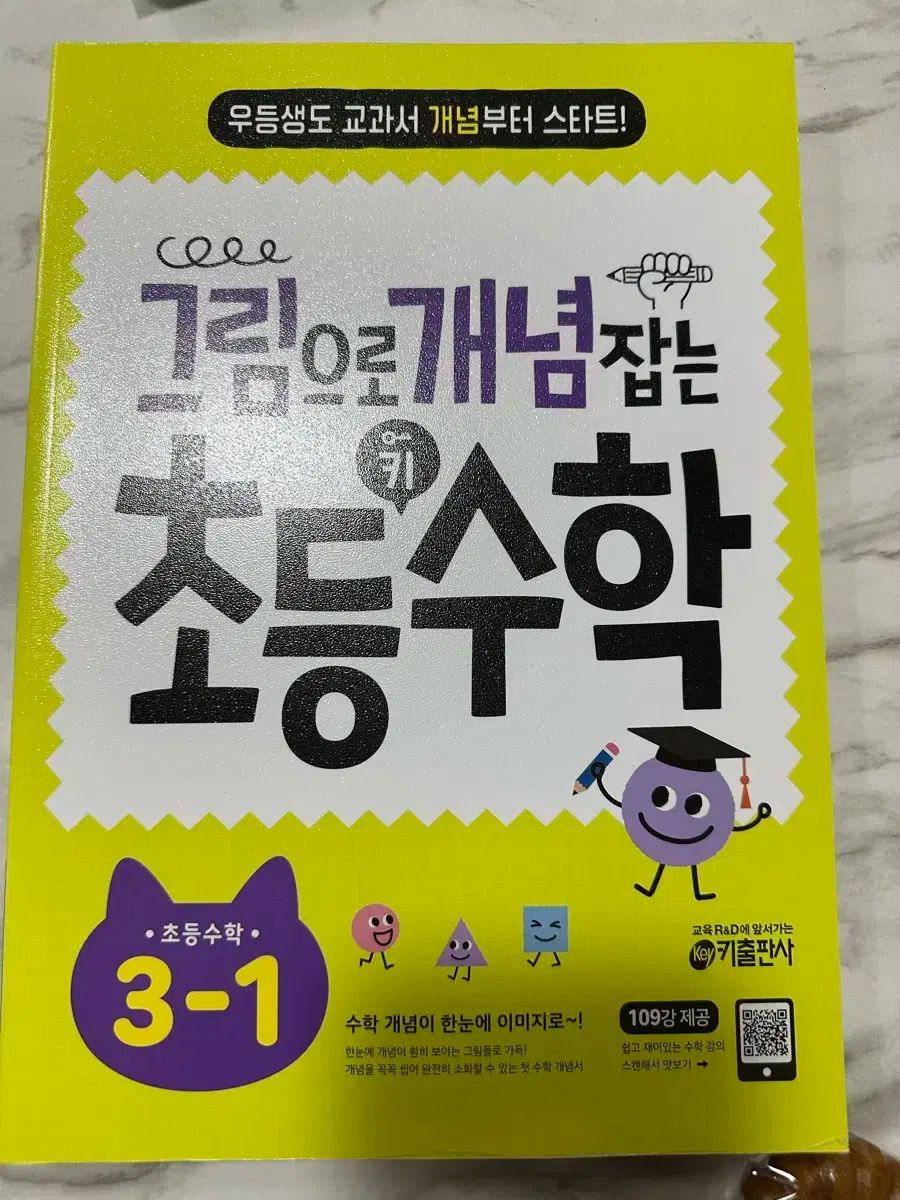 우등생도 교과서 개념부터 스타트!
그림으로개념잡는
키
초등수학
• 초등수학 •
3-1
교육 R&D에 앞서가는
Key 키출판사
수학 개념이 한눈에 이미지로~!
한눈에 개념이 훤히 보이는 그림들로 가득!
개념을 꼭꼭 씹어 완전히 소화할 수 있는 첫 수학 개념서
109강 제공
쉽고 재미있는 수학 강의
스캔해서 맛보기 ➡